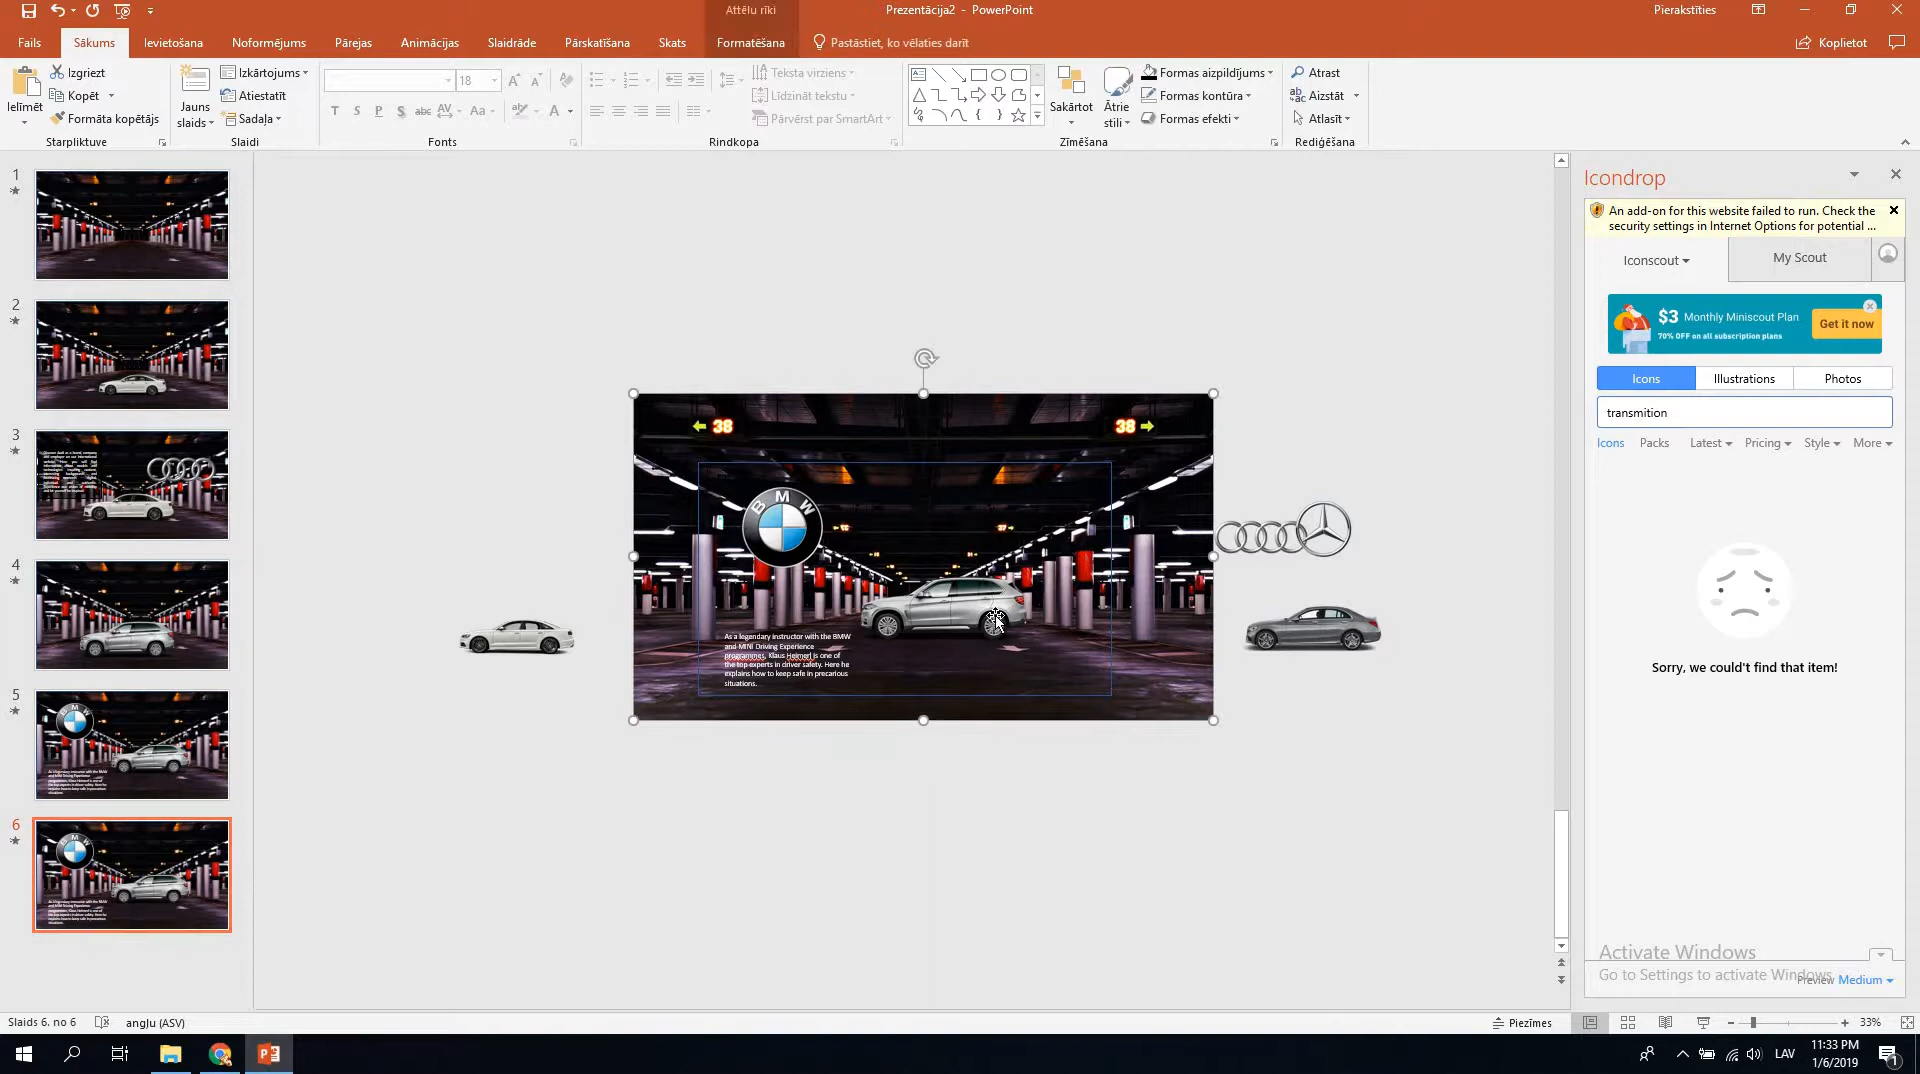 Attēlu rīki
Prezentācija2 - PowerPoint
Pierakstīties
Fails
Sākums
Ievietošana
Noformējums
Pārejas
Animācijas
Slaidrāde
Pārskatīšana
Skats
Formatēšana
Pastāstiet, ko vēlaties darīt
Koplietot
Ielīmēt
Izgriezt
Kopēt
Formāta kopētājs
Starpliktuve
Jauns
slaids
Izkārtojums
Atiestatīt
Sadaļa
Slaidi
18
Fonts
Teksta virziens
Līdzināt tekstu
Pārvērst par SmartArt
Rindkopa
Sakārtot
Ātrie
stili
Formas aizpildījums
Formas kontūra
Formas efekti
Zīmēšana
Atrast
Aizstāt
Atlasīt
Rediģēšana
1
2
3
4
5
6
38
38
BMW
As a legendary instructor with the BMW
and MINI Driving Experience
programmes, Klaus Heimerl is one of
the top experts in driver safety. Here he
explains how to keep safe in precarious
situations.
Icondrop
An add-on for this website failed to run. Check the
security settings in Internet Options for potential ...
Iconscout
My Scout
$3 Monthly Miniscout Plan
70% OFF on all subscription plans
Get it now
Icons
Illustrations
Photos
transmition
Icons
Packs
Latest
Pricing
Style
More
Sorry, we could't find that item!
Activate Windows
Go to Settings to activate Windows.
Preview Medium
Slaids 6. no 6
angļu (ASV)
Piezīmes
33%
LAV
11:33 PM
1/6/2019
1